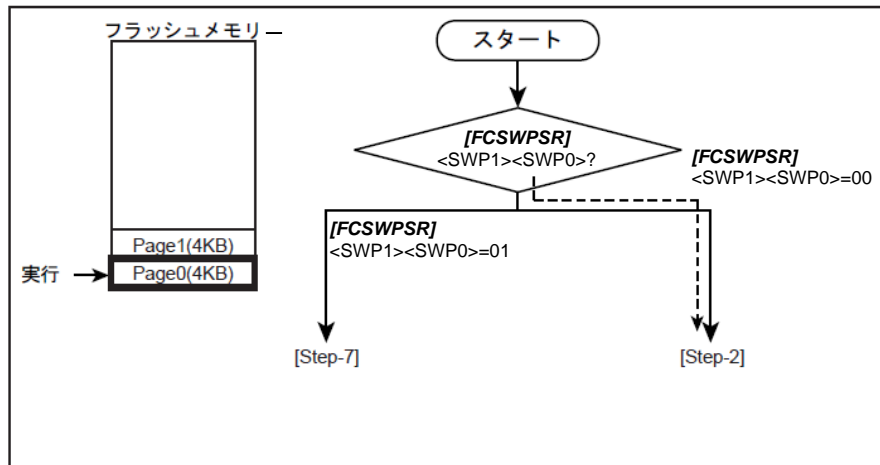 フラッシュメモリ
Page1(4KB)
実行
Page0(4KB)
スタート
[FCSWPSR]
<SWP1><SWP0>?
[FCSWPSR]
<SWP1><SWP0>=00
[FCSWPSR]
<SWP1><SWP0>=01
[Step-7]
[Step-2]